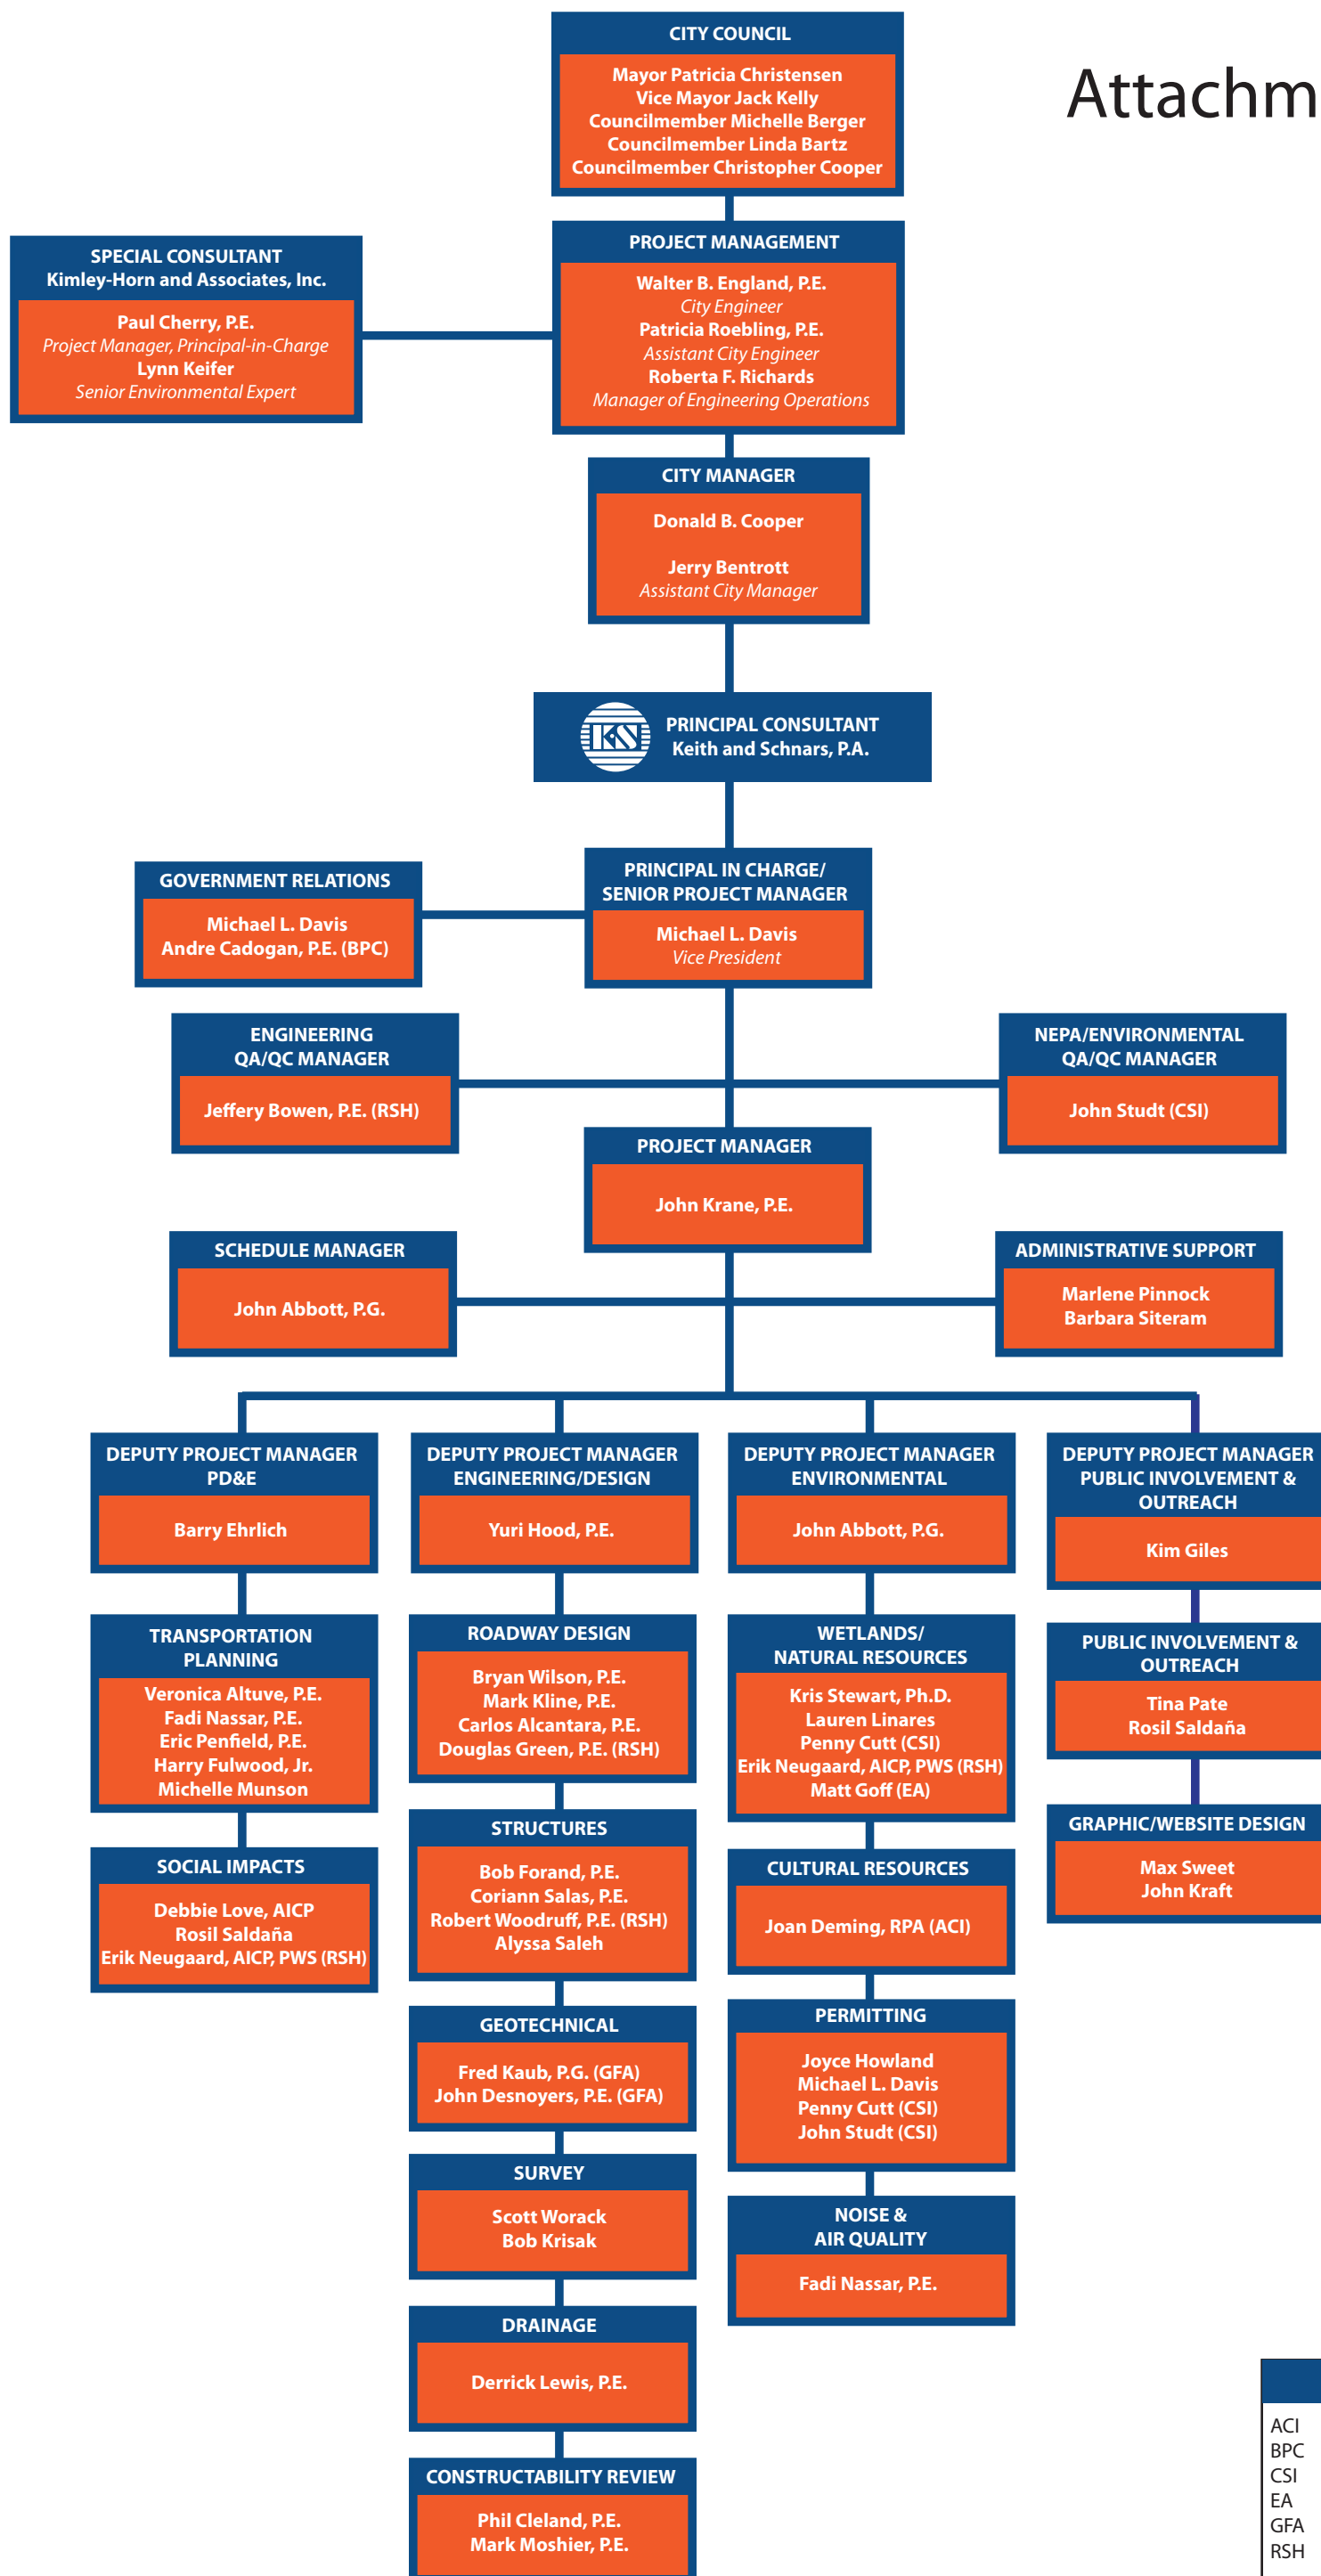 Attachm
CITY COUNCIL
Mayor Patricia Christensen
Vice Mayor Jack Kelly
Councilmember Michelle Berger
Councilmember Linda Bartz
Councilmember Christopher Cooper
SPECIAL CONSULTANT
Kimley-Horn and Associates, Inc.
Paul Cherry, P.E.
Project Manager, Principal-in-Charge
Lynn Keifer
Senior Environmental Expert
PROJECT MANAGEMENT
Walter B. England, P.E.
City Engineer
Patricia Roebling, P.E.
Assistant City Engineer
Roberta F. Richards
Manager of Engineering Operations
CITY MANAGER
Donald B. Cooper
Jerry Bentrott
Assistant City Manager
KS
PRINCIPAL CONSULTANT
Keith and Schnars, P.A.
GOVERNMENT RELATIONS
Michael L. Davis
Andre Cadogan, P.E. (BPC)
PRINCIPAL IN CHARGE/
SENIOR PROJECT MANAGER
Michael L. Davis
Vice President
ENGINEERING
QA/QC MANAGER
Jeffery Bowen, P.E. (RSH)
NEPA/ENVIRONMENTAL
QA/QC MANAGER
John Studt (CSI)
PROJECT MANAGER
John Krane, P.E.
SCHEDULE MANAGER
John Abbott, P.G.
ADMINISTRATIVE SUPPORT
Marlene Pinnock
Barbara Siteram
DEPUTY PROJECT MANAGER
PD&E
Barry Ehrlich
TRANSPORTATION
PLANNING
Veronica Altuve, P.E.
Fadi Nassar, P.E.
Eric Penfield, P.E.
Harry Fulwood, Jr.
Michelle Munson
SOCIAL IMPACTS
Debbie Love, AICP
Rosil Saldaña
Erik Neugaard, AICP, PWS (RSH)
DEPUTY PROJECT MANAGER
ENGINEERING/DESIGN
Yuri Hood, P.E.
ROADWAY DESIGN
Bryan Wilson, P.E.
Mark Kline, P.E.
Carlos Alcantara, P.E.
Douglas Green, P.E. (RSH)
STRUCTURES
Bob Forand, P.E.
Coriann Salas, P.E.
Robert Woodruff, P.E. (RSH)
Alyssa Saleh
GEOTECHNICAL
Fred Kaub, P.G. (GFA)
John Desnoyers, P.E. (GFA)
SURVEY
Scott Worack
Bob Krisak
DRAINAGE
Derrick Lewis, P.E.
CONSTRUCTABILITY REVIEW
Phil Cleland, P.E.
Mark Moshier, P.E.
DEPUTY PROJECT MANAGER
ENVIRONMENTAL
John Abbott, P.G.
WETLANDS/
NATURAL RESOURCES
Kris Stewart, Ph.D.
Lauren Linares
Penny Cutt (CSI)
Erik Neugaard, AICP, PWS (RSH)
Matt Goff (EA)
CULTURAL RESOURCES
Joan Deming, RPA (ACI)
PERMITTING
Joyce Howland
Michael L. Davis
Penny Cutt (CSI)
John Studt (CSI)
NOISE &
AIR QUALITY
Fadi Nassar, P.E.
DEPUTY PROJECT MANAGER
PUBLIC INVOLVEMENT &
OUTREACH
Kim Giles
PUBLIC INVOLVEMENT &
OUTREACH
Tina Pate
Rosil Saldaña
GRAPHIC/WEBSITE DESIGN
Max Sweet
John Kraft
ACI
BPC
CSI
EA
GFA
RSH